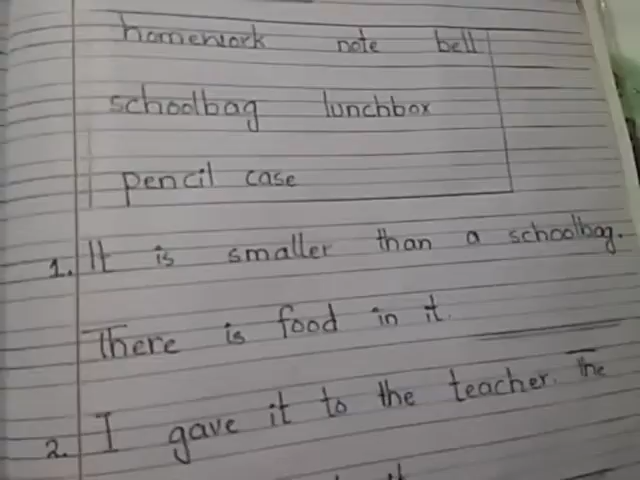 homework note bell
schoolbag lunchbox
pencil case
1. It is smaller than a schoolbag.
There is food in it.
2. I gave it to the teacher. The